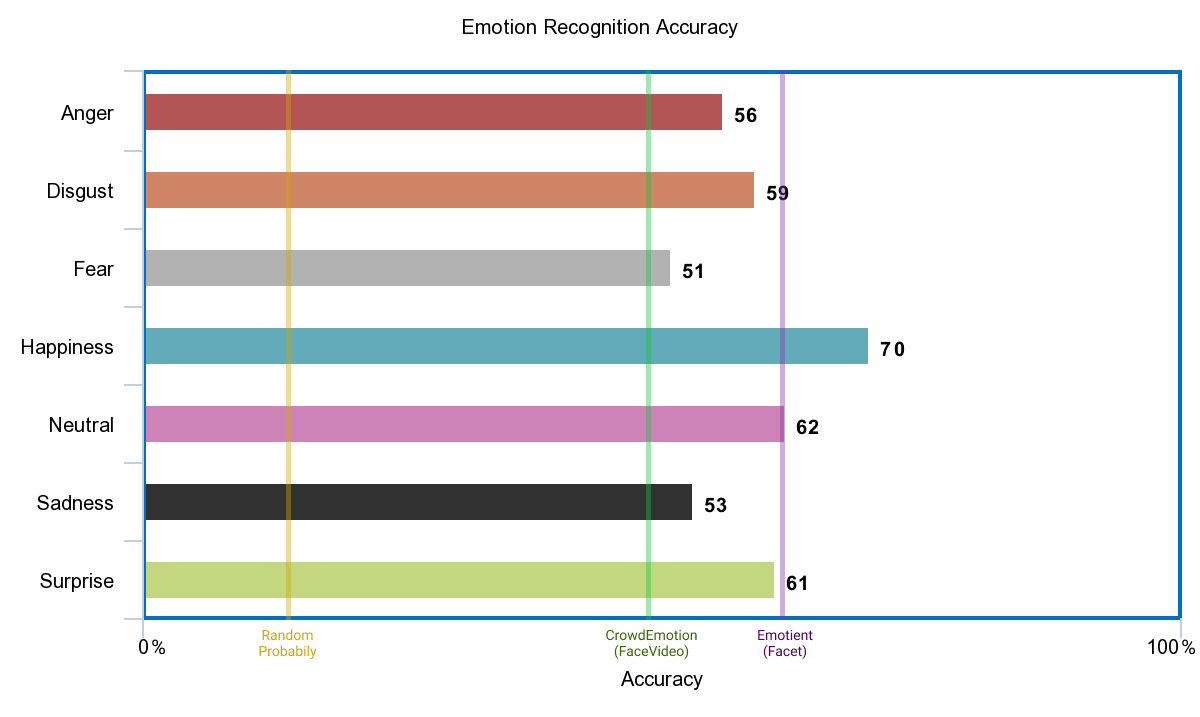 Emotion Recognition Accuracy
Anger
56
Disgust
59
Fear
51
Happiness
70
Neutral
62
Sadness
53
Surprise
61
0%
Random
Probabily
CrowdEmotion
(FaceVideo)
Emotient
(Facet)
100%
Accuracy